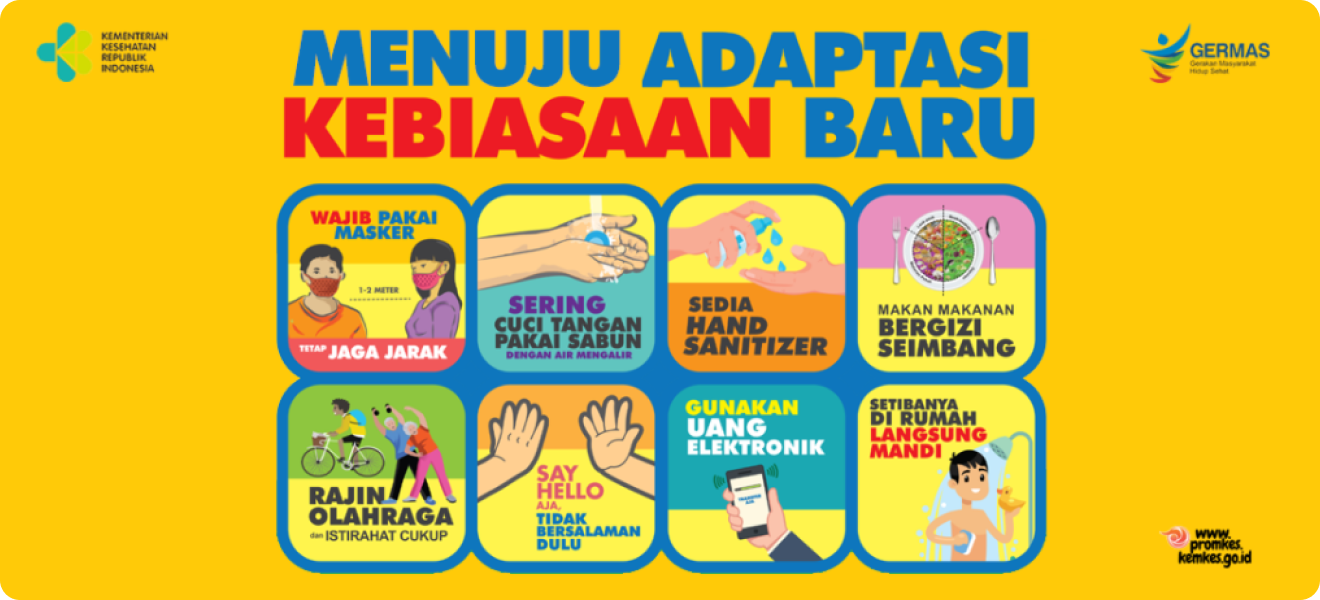 KEMENTERIAN
KESEHATAN
REPUBLIK
INDONESIA
MENUJU ADAPTASI
KEBIASAAN BARU
GERMAS
Gerakan Masyarakat
Hidup Sehat
WAJIB PAKAI
MASKER
1-2 METER
TETAP JAGA JARAK
SERING
CUCI TANGAN
PAKAI SABUN
DENGAN AIR MENGALIR
SEDIA
HAND
SANITIZER
MAKAN MAKANAN
BERGIZI
SEIMBANG
RAJIN
OLAHRAGA
dan ISTIRAHAT CUKUP
SAY
HELLO
AJA,
TIDAK
BERSALAMAN
DULU
GUNAKAN
UANG
ELEKTRONIK
TRANSFER
AJA
SETIBANYA
DI RUMAH
LANGSUNG
MANDI
www.
promkes.
kemkes.go.id